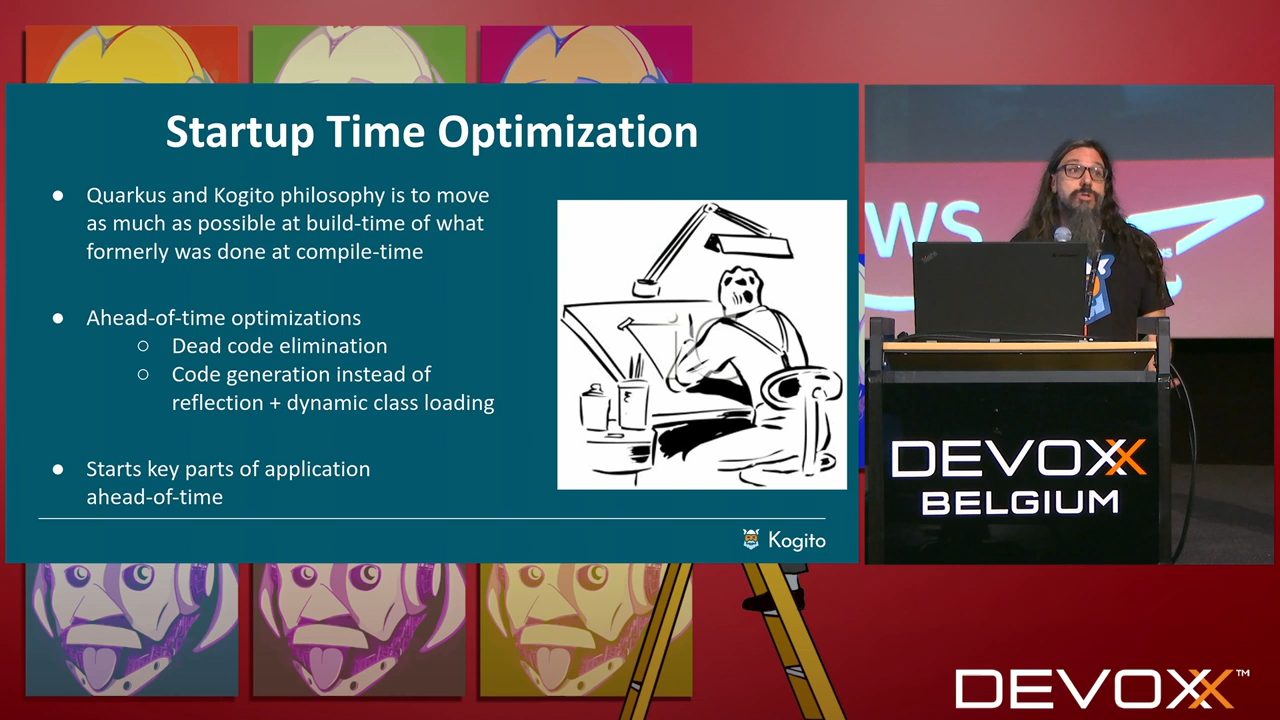 Startup Time Optimization
● Quarkus and Kogito philosophy is to move
as much as possible at build-time of what
formerly was done at compile-time
● Ahead-of-time optimizations
○ Dead code elimination
○ Code generation instead of
reflection + dynamic class loading
● Starts key parts of application
ahead-of-time
Kogito
WS
DEVOXX
BELGIUM
DEVOXX™